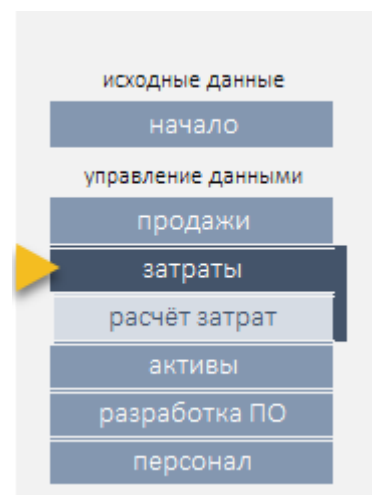 исходные данные
начало
управление данными
продажи
затраты
расчёт затрат
активы
разработка ПО
персонал